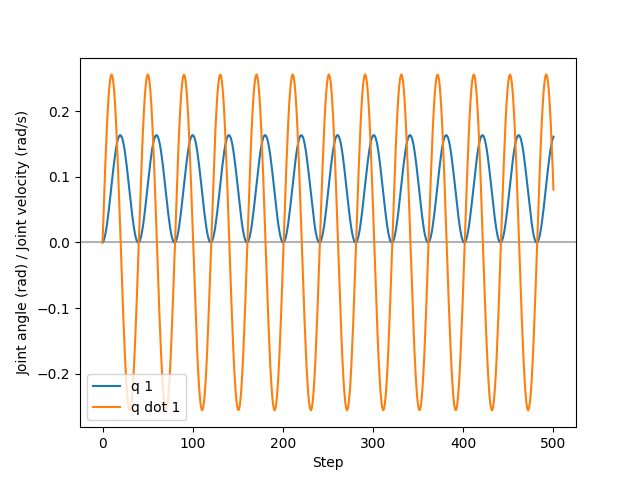 Joint angle (rad) / Joint velocity (rad/s)
0.2
0.1
0.0
−0.1
−0.2
q 1
q dot 1
0 100 200 300 400 500
Step